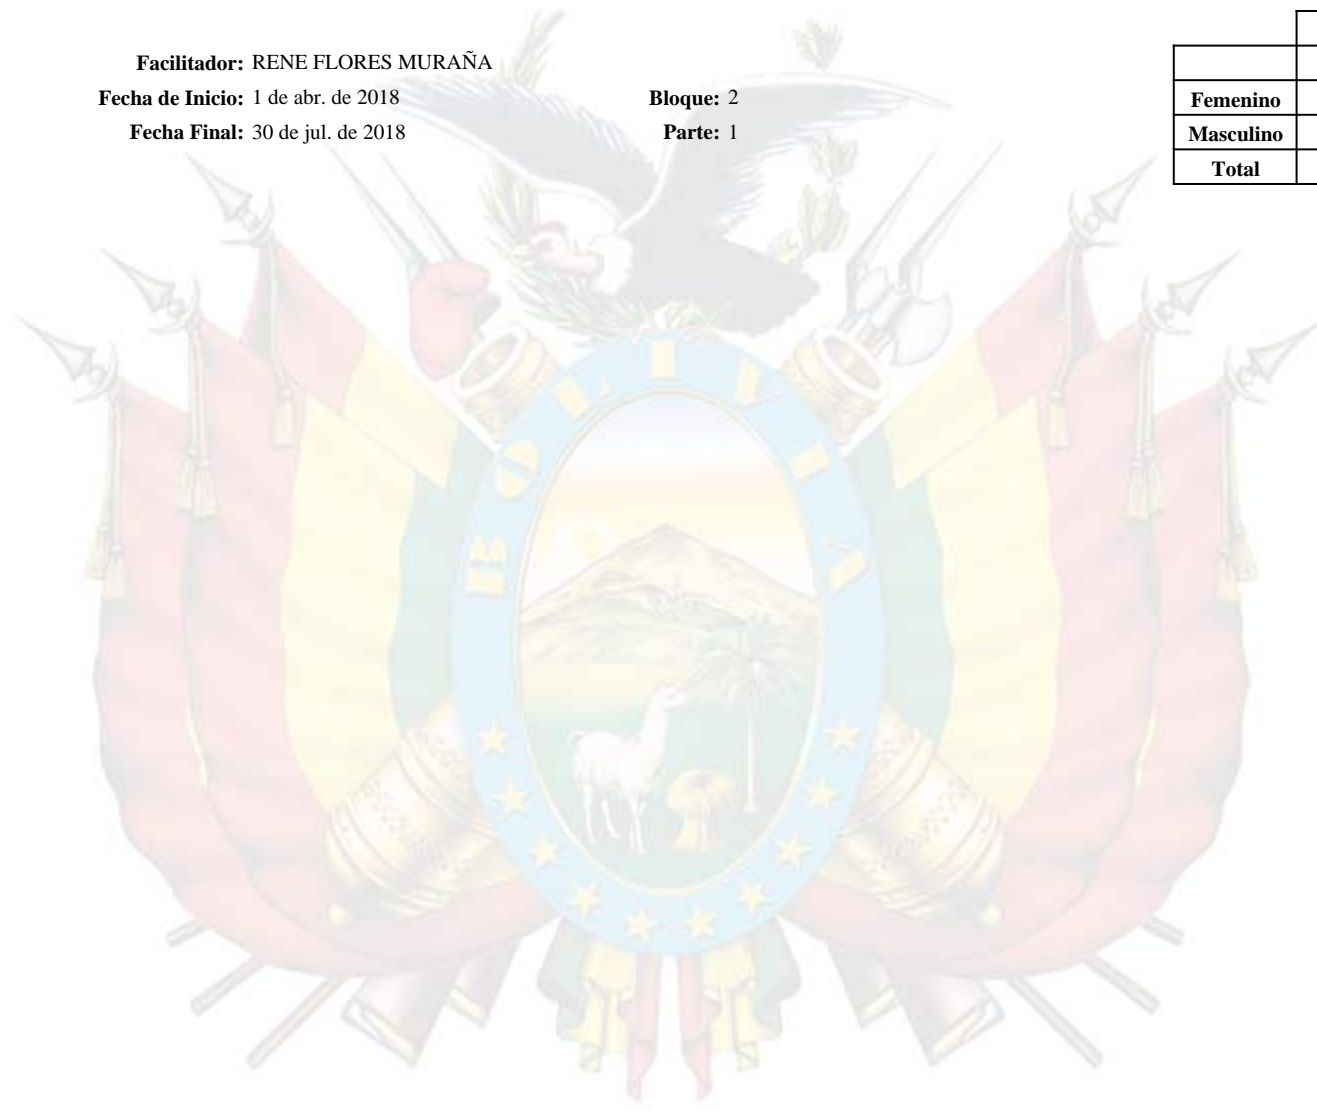 Facilitador: RENE FLORES MURAÑA
Fecha de Inicio: 1 de abr. de 2018 Bloque: 2
Fecha Final: 30 de jul. de 2018 Parte: 1
Femenino
Masculino
Total
BOLIVIA